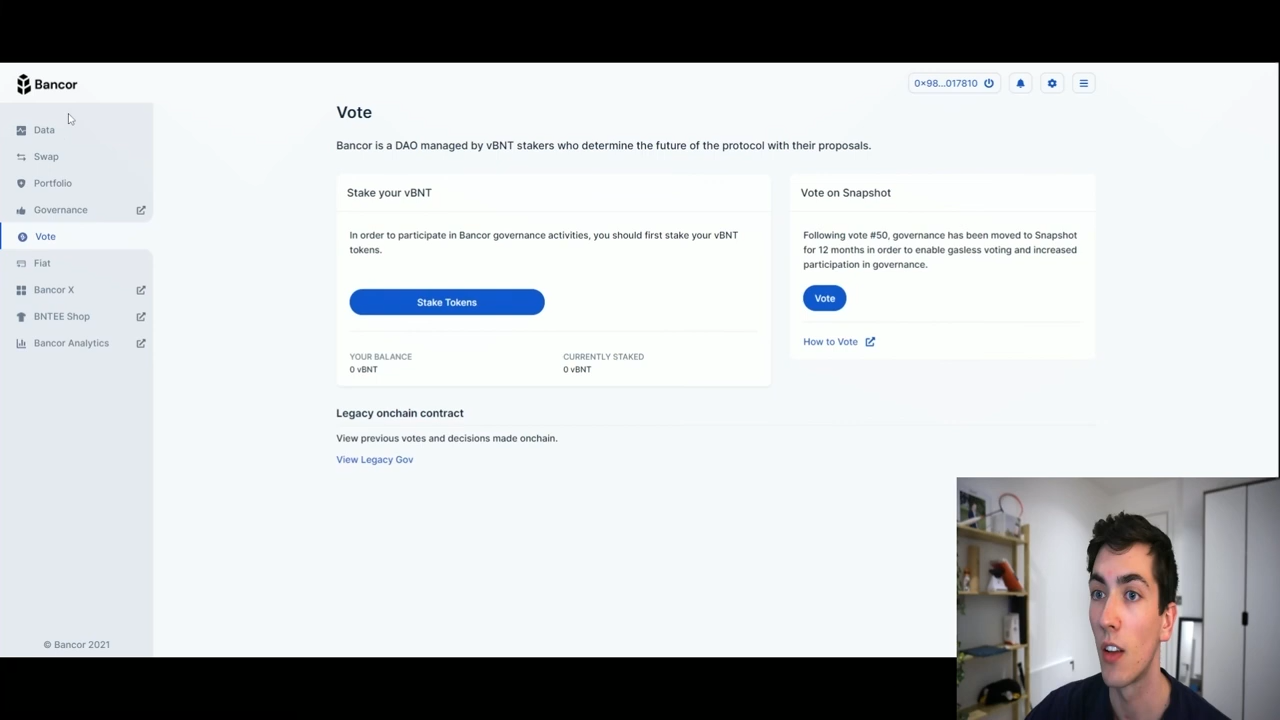 Bancor
0×98...017810
Data
Swap
Portfolio
Governance
Vote
Fiat
Bancor X
BNTEE Shop
Bancor Analytics
© Bancor 2021
Vote
Bancor is a DAO managed by vBNT stakers who determine the future of the protocol with their proposals.
Stake your vBNT
In order to participate in Bancor governance activities, you should first stake your vBNT
tokens.
Stake Tokens
YOUR BALANCE
0 vBNT
CURRENTLY STAKED
0 vBNT
Vote on Snapshot
Following vote #50, governance has been moved to Snapshot
for 12 months in order to enable gasless voting and increased
participation in governance.
Vote
How to Vote
Legacy onchain contract
View previous votes and decisions made onchain.
View Legacy Gov